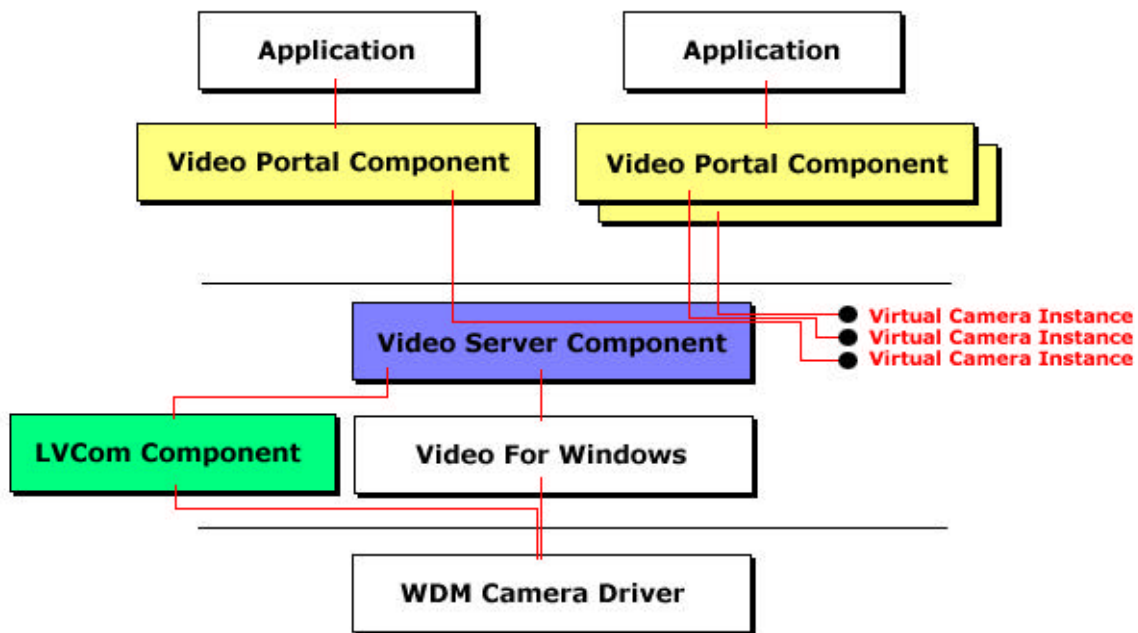 Application
Application
Video Portal Component
Video Portal Component
Virtual Camera Instance
Video Server Component
Virtual Camera Instance
Virtual Camera Instance
LVCom Component
Video For Windows
WDM Camera Driver